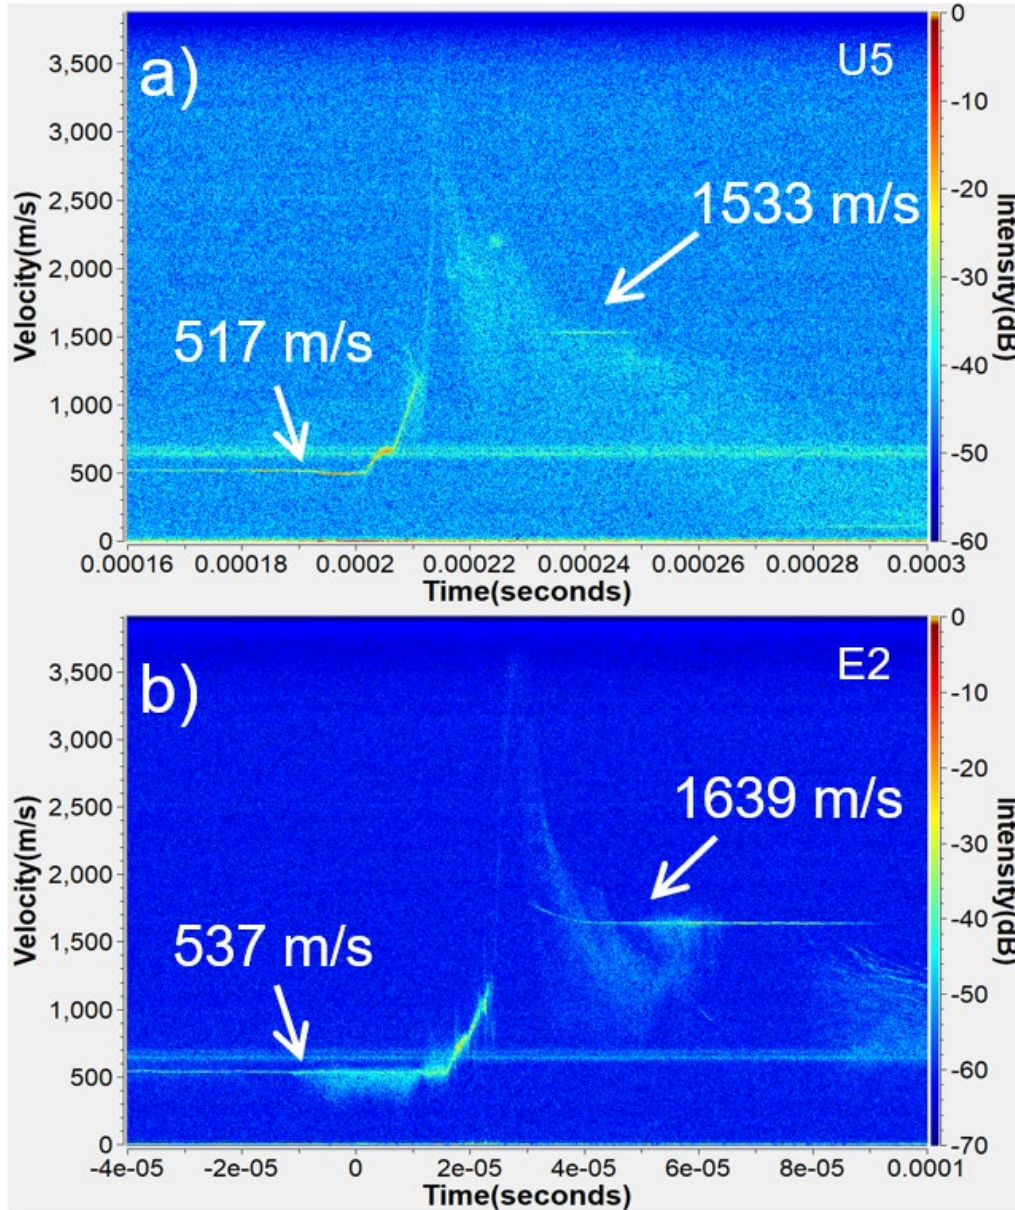 a)
U5
3,500
3,000
2,500
2,000
1,500
1,000
500
0
Velocity(m/s)
1533 m/s
517 m/s
0.00016 0.00018 0.0002 0.00022 0.00024 0.00026 0.00028 0.0003
Time(seconds)
0
-10
-20
-30
-40
-50
-60
Intensity(dB)
b)
E2
3,500
3,000
2,500
2,000
1,500
1,000
500
0
Velocity(m/s)
1639 m/s
537 m/s
-4e-05 -2e-05 0 2e-05 4e-05 6e-05 8e-05 0.0001
Time(seconds)
0
-10
-20
-30
-40
-50
-60
-70
Intensity(dB)